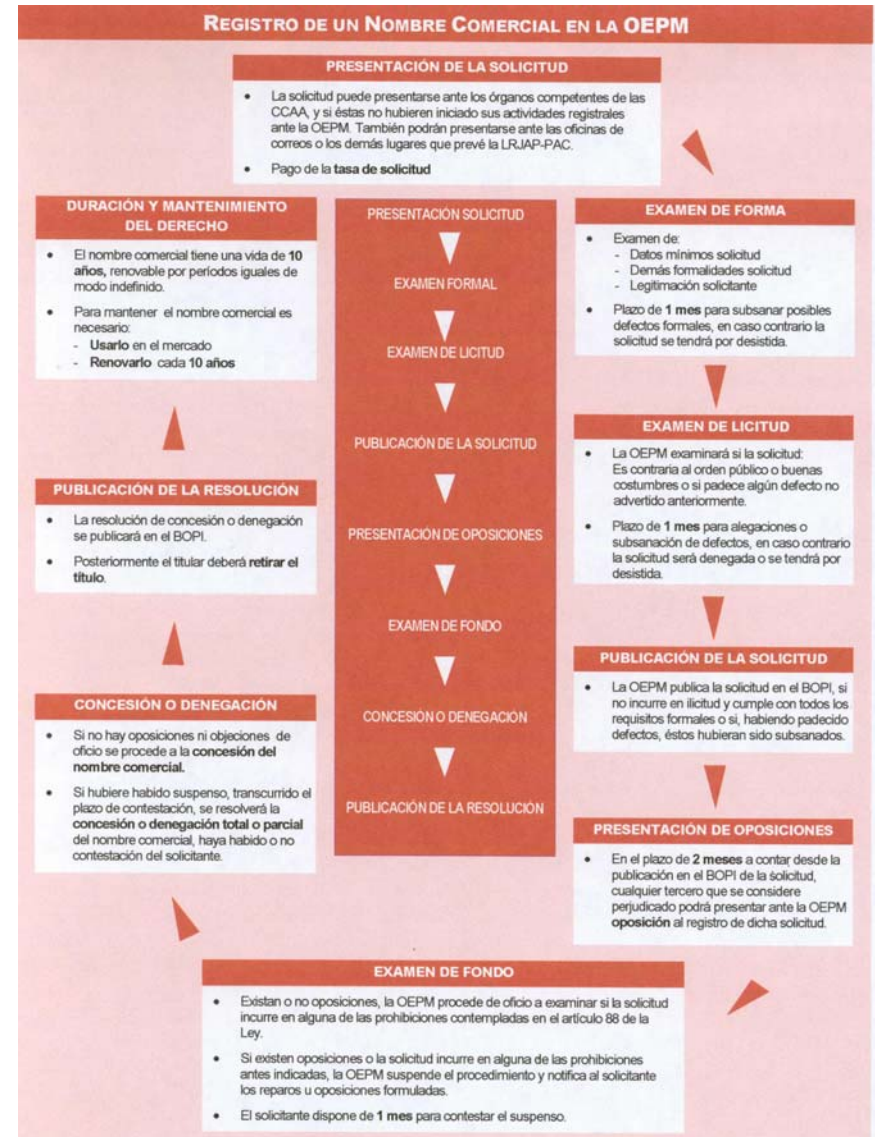 REGISTRO DE UN NOMBRE COMERCIAL EN LA OEPM
PRESENTACIÓN DE LA SOLICITUD
• La solicitud puede presentarse ante los órganos competentes de las
CCAA, y si éstas no hubieren iniciado sus actividades registrales
ante la OEPM. También podrán presentarse ante las oficinas de
correos o los demás lugares que prevé la LRJAP-PAC.
• Pago de la tasa de solicitud
EXAMEN DE FORMA
• Examen de:
- Datos mínimos solicitud
- Demás formalidades solicitud
- Legitimación solicitante
• Plazo de 1 mes para subsanar posibles
defectos formales, en caso contrario la
solicitud se tendrá por desistida.
EXAMEN DE LICITUD
• La OEPM examinará si la solicitud:
Es contraria al orden público o buenas
costumbres o si padece algún defecto no
advertido anteriormente.
• Plazo de 1 mes para alegaciones o
subsanación de defectos, en caso contrario
la solicitud será denegada o se tendrá por
desistida.
PUBLICACIÓN DE LA SOLICITUD
• La OEPM publica la solicitud en el BOPI, si
no incurre en ilicitud y cumple con todos los
requisitos formales o si, habiendo padecido
defectos, éstos hubieran sido subsanados.
PRESENTACIÓN DE OPOSICIONES
• En el plazo de 2 meses a contar desde la
publicación en el BOPI de la solicitud,
cualquier tercero que se considere
perjudicado podrá presentar ante la OEPM
oposición al registro de dicha solicitud.
EXAMEN DE FONDO
• Existan o no oposiciones, la OEPM procede de oficio a examinar si la solicitud
incurre en alguna de las prohibiciones contempladas en el artículo 88 de la
Ley.
• Si existen oposiciones o la solicitud incurre en alguna de las prohibiciones
antes indicadas, la OEPM suspende el procedimiento y notifica al solicitante
los reparos u oposiciones formuladas.
• El solicitante dispone de 1 mes para contestar el suspenso.
CONCESIÓN O DENEGACIÓN
• Si no hay oposiciones ni objeciones de
oficio se procede a la concesión del
nombre comercial.
• Si hubiere habido suspenso, transcurrido el
plazo de contestación, se resolverá la
concesión o denegación total o parcial
del nombre comercial, haya habido o no
contestación del solicitante.
PUBLICACIÓN DE LA RESOLUCIÓN
• La resolución de concesión o denegación
se publicará en el BOPI.
• Posteriormente el titular deberá retirar el
título.
DURACIÓN Y MANTENIMIENTO
DEL DERECHO
• El nombre comercial tiene una vida de 10
años, renovable por períodos iguales de
modo indefinido.
• Para mantener el nombre comercial es
necesario:
- Usarlo en el mercado
- Renovarlo cada 10 años
PRESENTACIÓN SOLICITUD
EXAMEN FORMAL
EXAMEN DE LICITUD
PUBLICACIÓN DE LA SOLICITUD
PRESENTACIÓN DE OPOSICIONES
EXAMEN DE FONDO
CONCESIÓN O DENEGACIÓN
PUBLICACIÓN DE LA RESOLUCIÓN